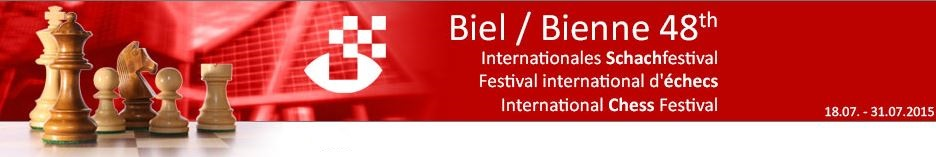 Biel / Bienne 48th
Internationales Schachfestival
Festival international d'échecs
International Chess Festival
18.07. - 31.07.2015